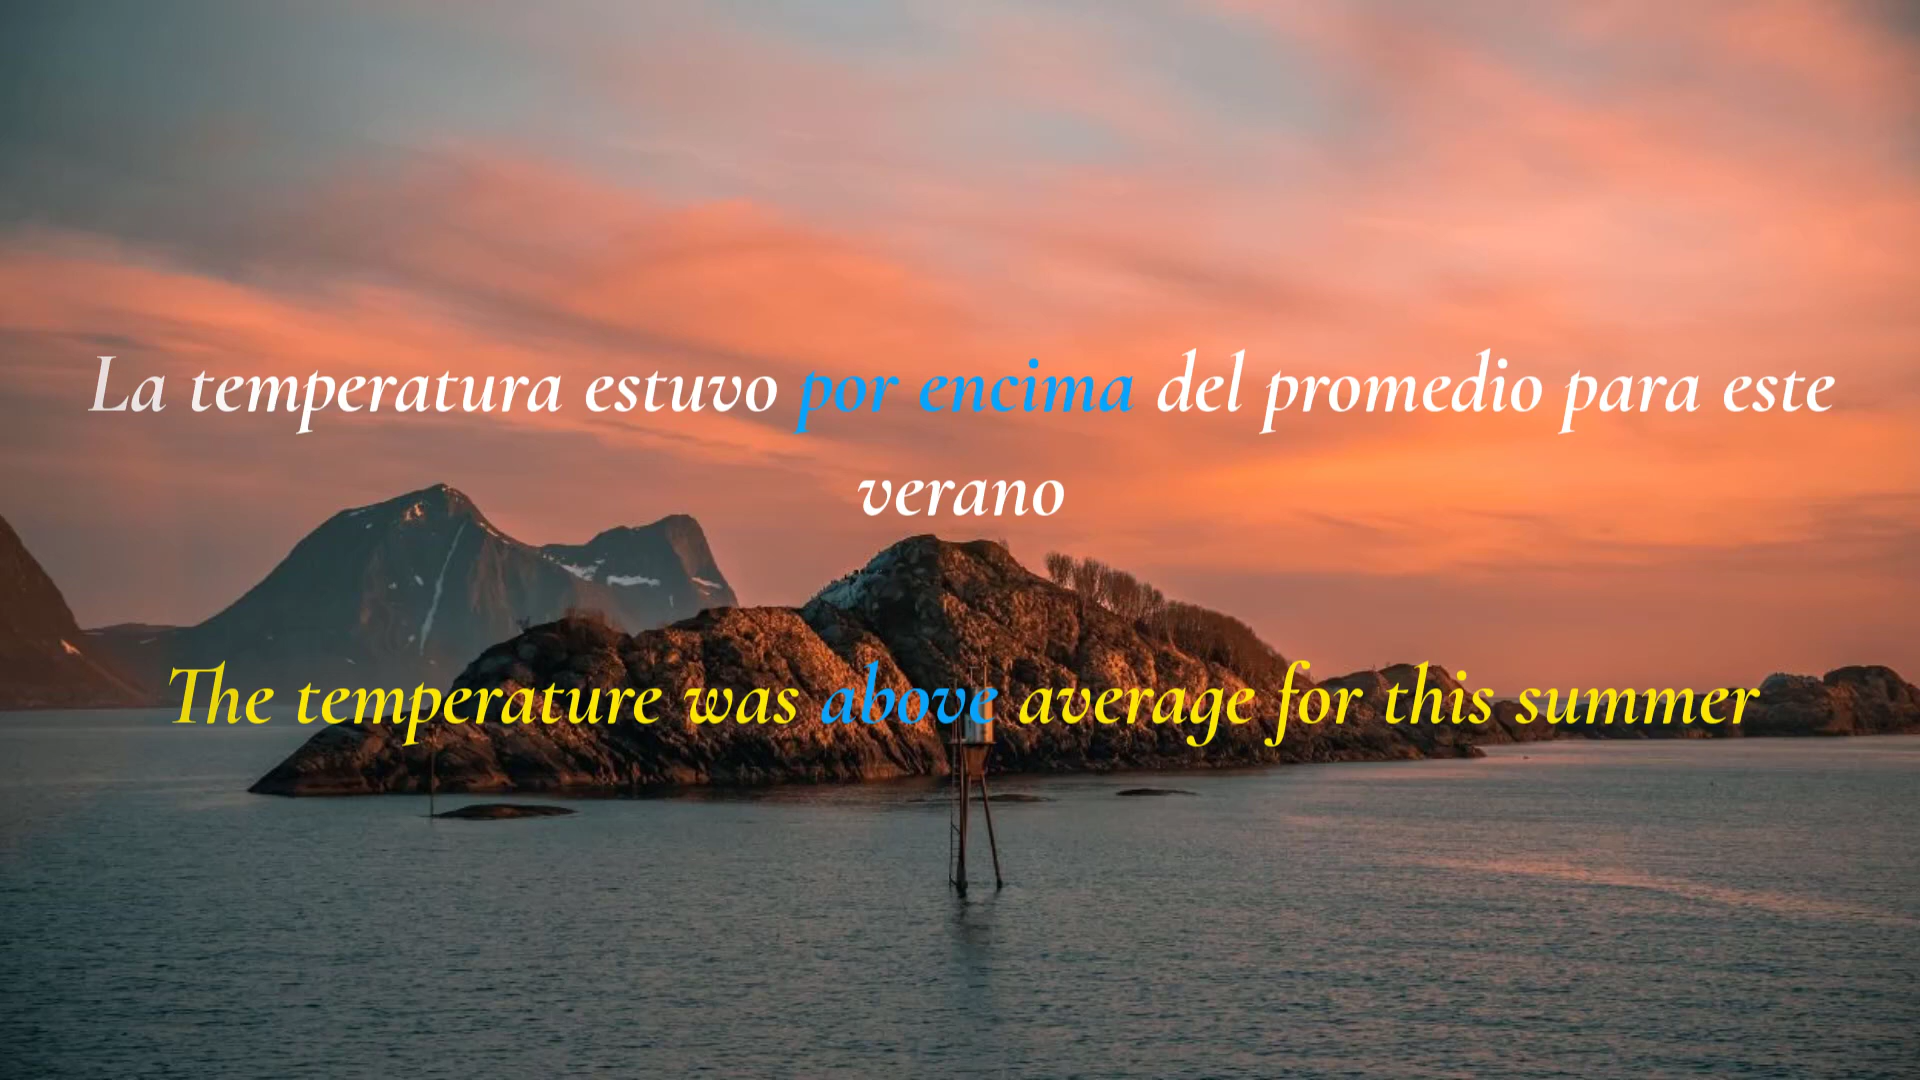 La temperatura estuvo por encima del promedio para este
verano
The temperature was above average for this summer